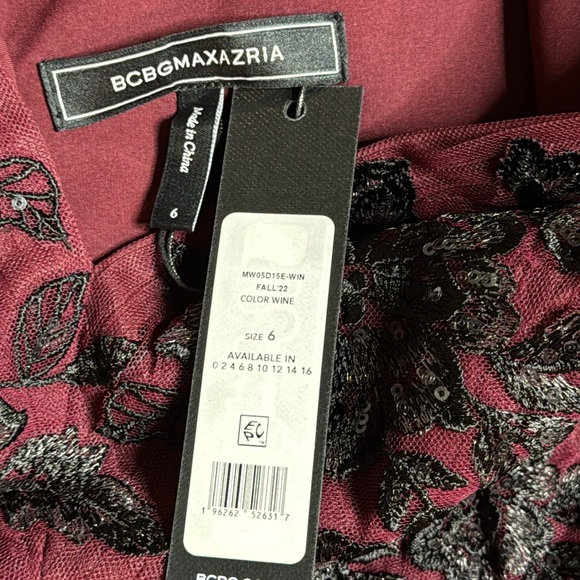 BCBGMAXAZRIA
Made in China
6
MW05D15E-WIN
FALL'22
COLOR WINE
SIZE 6
AVAILABLE IN
0 2 4 6 8 10 12 14 16
EPC
1 96262 52631 7